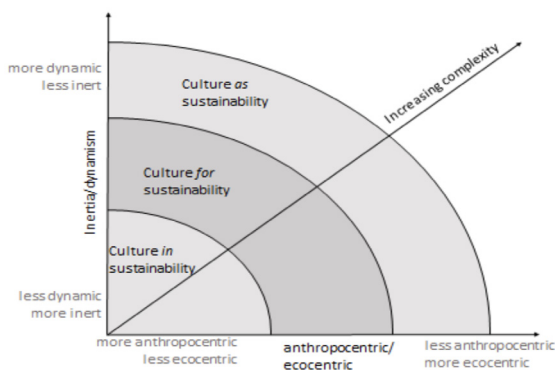 more dynamic
less inert
Culture as
sustainability
Increasing complexity
Culture for
sustainability
Inertia/dynamism
Culture in
sustainability
less dynamic
more inert
more anthropocentric
less ecocentric
anthropocentric/
ecocentric
less anthropocentric
more ecocentric